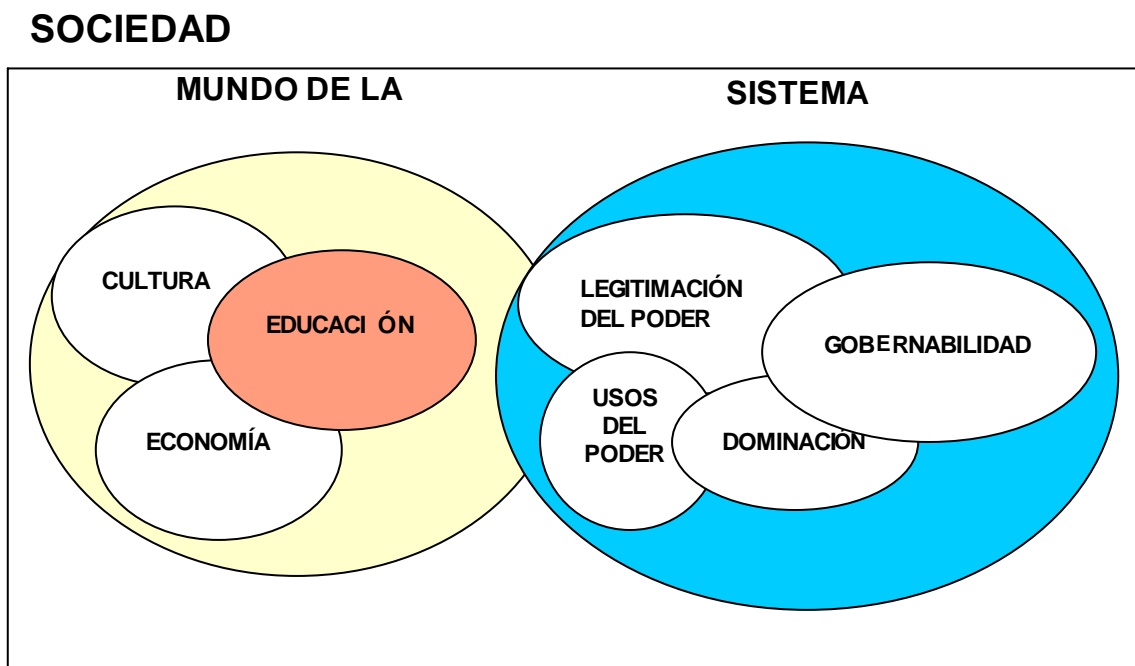 SOCIEDAD
MUNDO DE LA
SISTEMA
CULTURA
EDUCACI ÓN
ECONOMÍA
LEGITIMACIÓN
DEL PODER
GOBERNABILIDAD
USOS
DEL
PODER
DOMINACIÓN